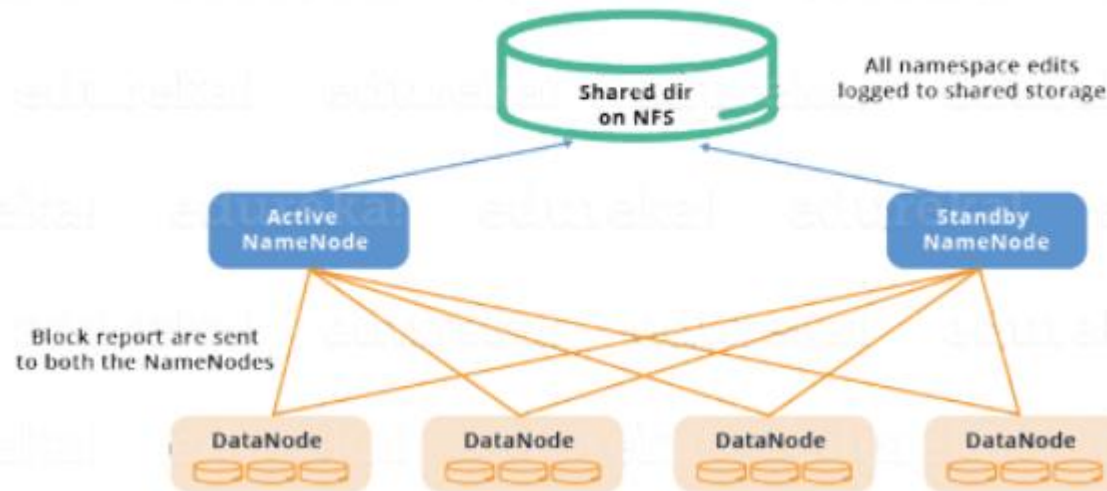 Shared dir
on NFS
All namespace edits
logged to shared storage
Active
NameNode
Standby
NameNode
Block report are sent
to both the NameNodes
DataNode
DataNode
DataNode
DataNode